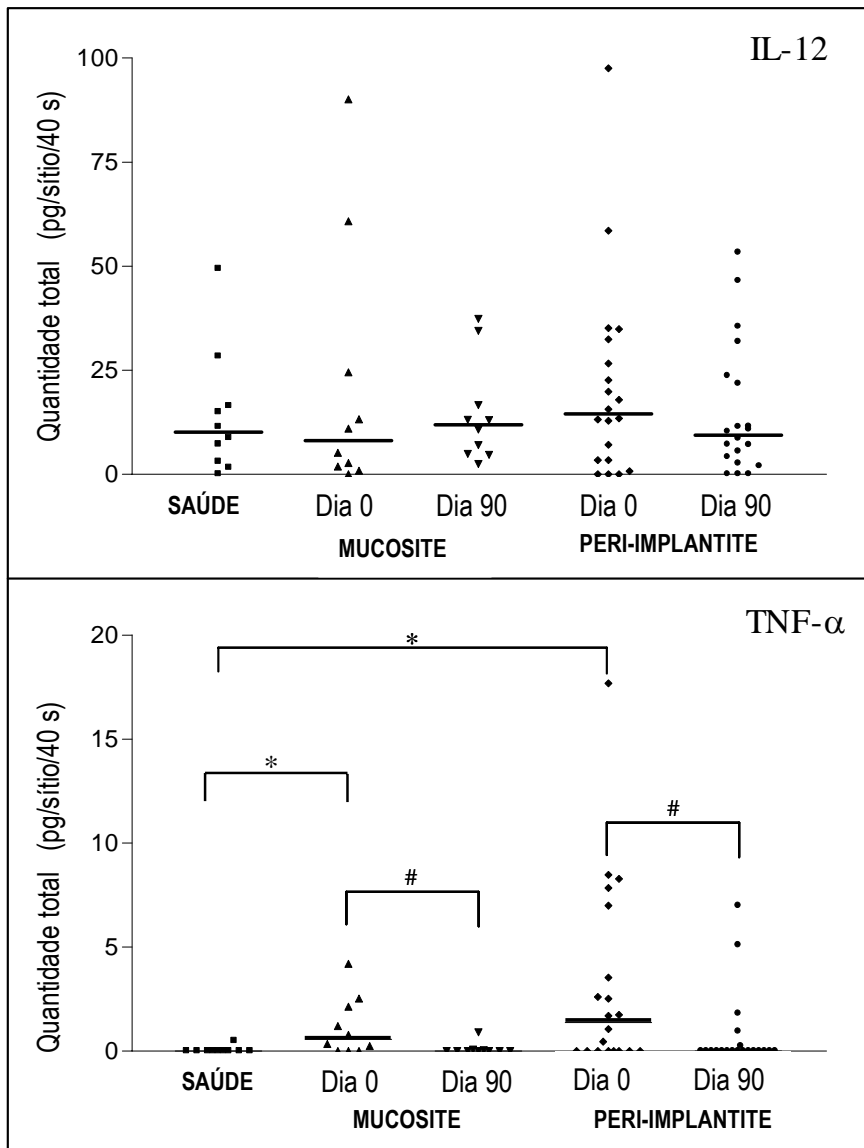 IL-12
Quantidade total (pg/sítio/40 s)
100
75
50
25
0
SAÚDE Dia 0 Dia 90 Dia 0 Dia 90
MUCOSITE PERI-IMPLANTITE
TNF-α
Quantidade total (pg/sítio/40 s)
20
*
15
*
#
10
#
5
0
SAÚDE Dia 0 Dia 90 Dia 0 Dia 90
MUCOSITE PERI-IMPLANTITE